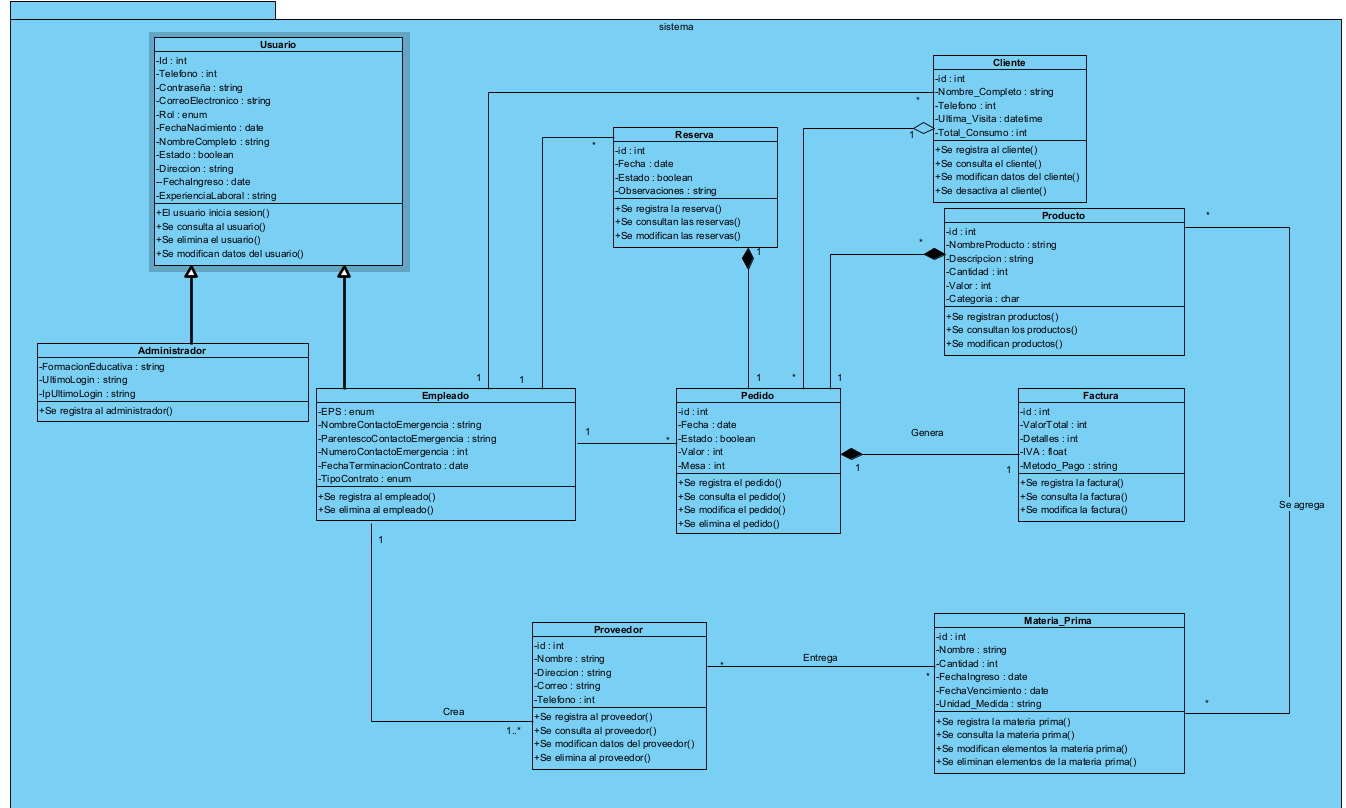 sistema
Usuario
-Id : int
-Telefono : int
-Contraseña : string
-CorreoElectronico : string
-Rol : enum
-FechaNacimiento : date
-NombreCompleto : string
-Estado : boolean
-Direccion : string
--FechaIngreso : date
-ExperienciaLaboral : string
+El usuario inicia sesion()
+Se consulta al usuario()
+Se elimina el usuario()
+Se modifican datos del usuario()
Cliente
-id : int
-Nombre_Completo : string
-Telefono : int
-Ultima_Visita : datetime
-Total_Consumo : int
+Se registra al cliente()
+Se consulta el cliente()
+Se modifican datos del cliente()
+Se desactiva al cliente()
*
1
Reserva
-id : int
-Fecha : date
-Estado : boolean
-Observaciones : string
+Se registra la reserva()
+Se consultan las reservas()
+Se modifican las reservas()
*
1
Producto
-id : int
-NombreProducto : string
-Descripcion : string
-Cantidad : int
-Valor : int
-Categoria : char
+Se registran productos()
+Se consultan los productos()
+Se modifican productos()
*
*
Administrador
-FormacionEducativa : string
-UltimoLogin : string
-IpUltimoLogin : string
+Se registra al administrador()
1
1
1
*
1
Empleado
-EPS : enum
-NombreContactoEmergencia : string
-ParentescoContactoEmergencia : string
-NumeroContactoEmergencia : int
-FechaTerminacionContrato : date
-TipoContrato : enum
+Se registra al empleado()
+Se elimina al empleado()
1
*
Pedido
-id : int
-Fecha : date
-Estado : boolean
-Valor : int
-Mesa : int
+Se registra el pedido()
+Se consulta el pedido()
+Se modifica el pedido()
+Se elimina el pedido()
Genera
1
1
Factura
-id : int
-ValorTotal : int
-Detalles : int
-IVA : float
-Metodo_Pago : string
+Se registra la factura()
+Se consulta la factura()
+Se modifica la factura()
Se agrega
1
Crea
1..*
Proveedor
-id : int
-Nombre : string
-Direccion : string
-Correo : string
-Telefono : int
+Se registra al proveedor()
+Se consulta al proveedor()
+Se modifican datos del proveedor()
+Se elimina al proveedor()
*
Entrega
*
Materia_Prima
-id : int
-Nombre : string
-Cantidad : int
-FechaIngreso : date
-FechaVencimiento : date
-Unidad_Medida : string
+Se registra la materia prima()
+Se consulta la materia prima()
+Se modifican elementos la materia prima()
+Se eliminan elementos de la materia prima()
*